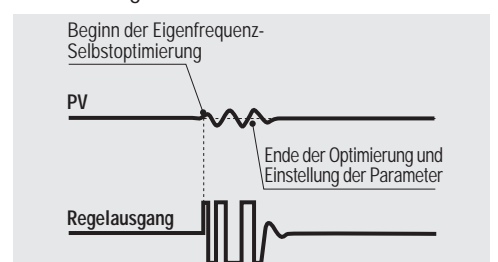 Beginn der Eigenfrequenz-
Selbstoptimierung
PV
Ende der Optimierung und
Einstellung der Parameter
Regelausgang